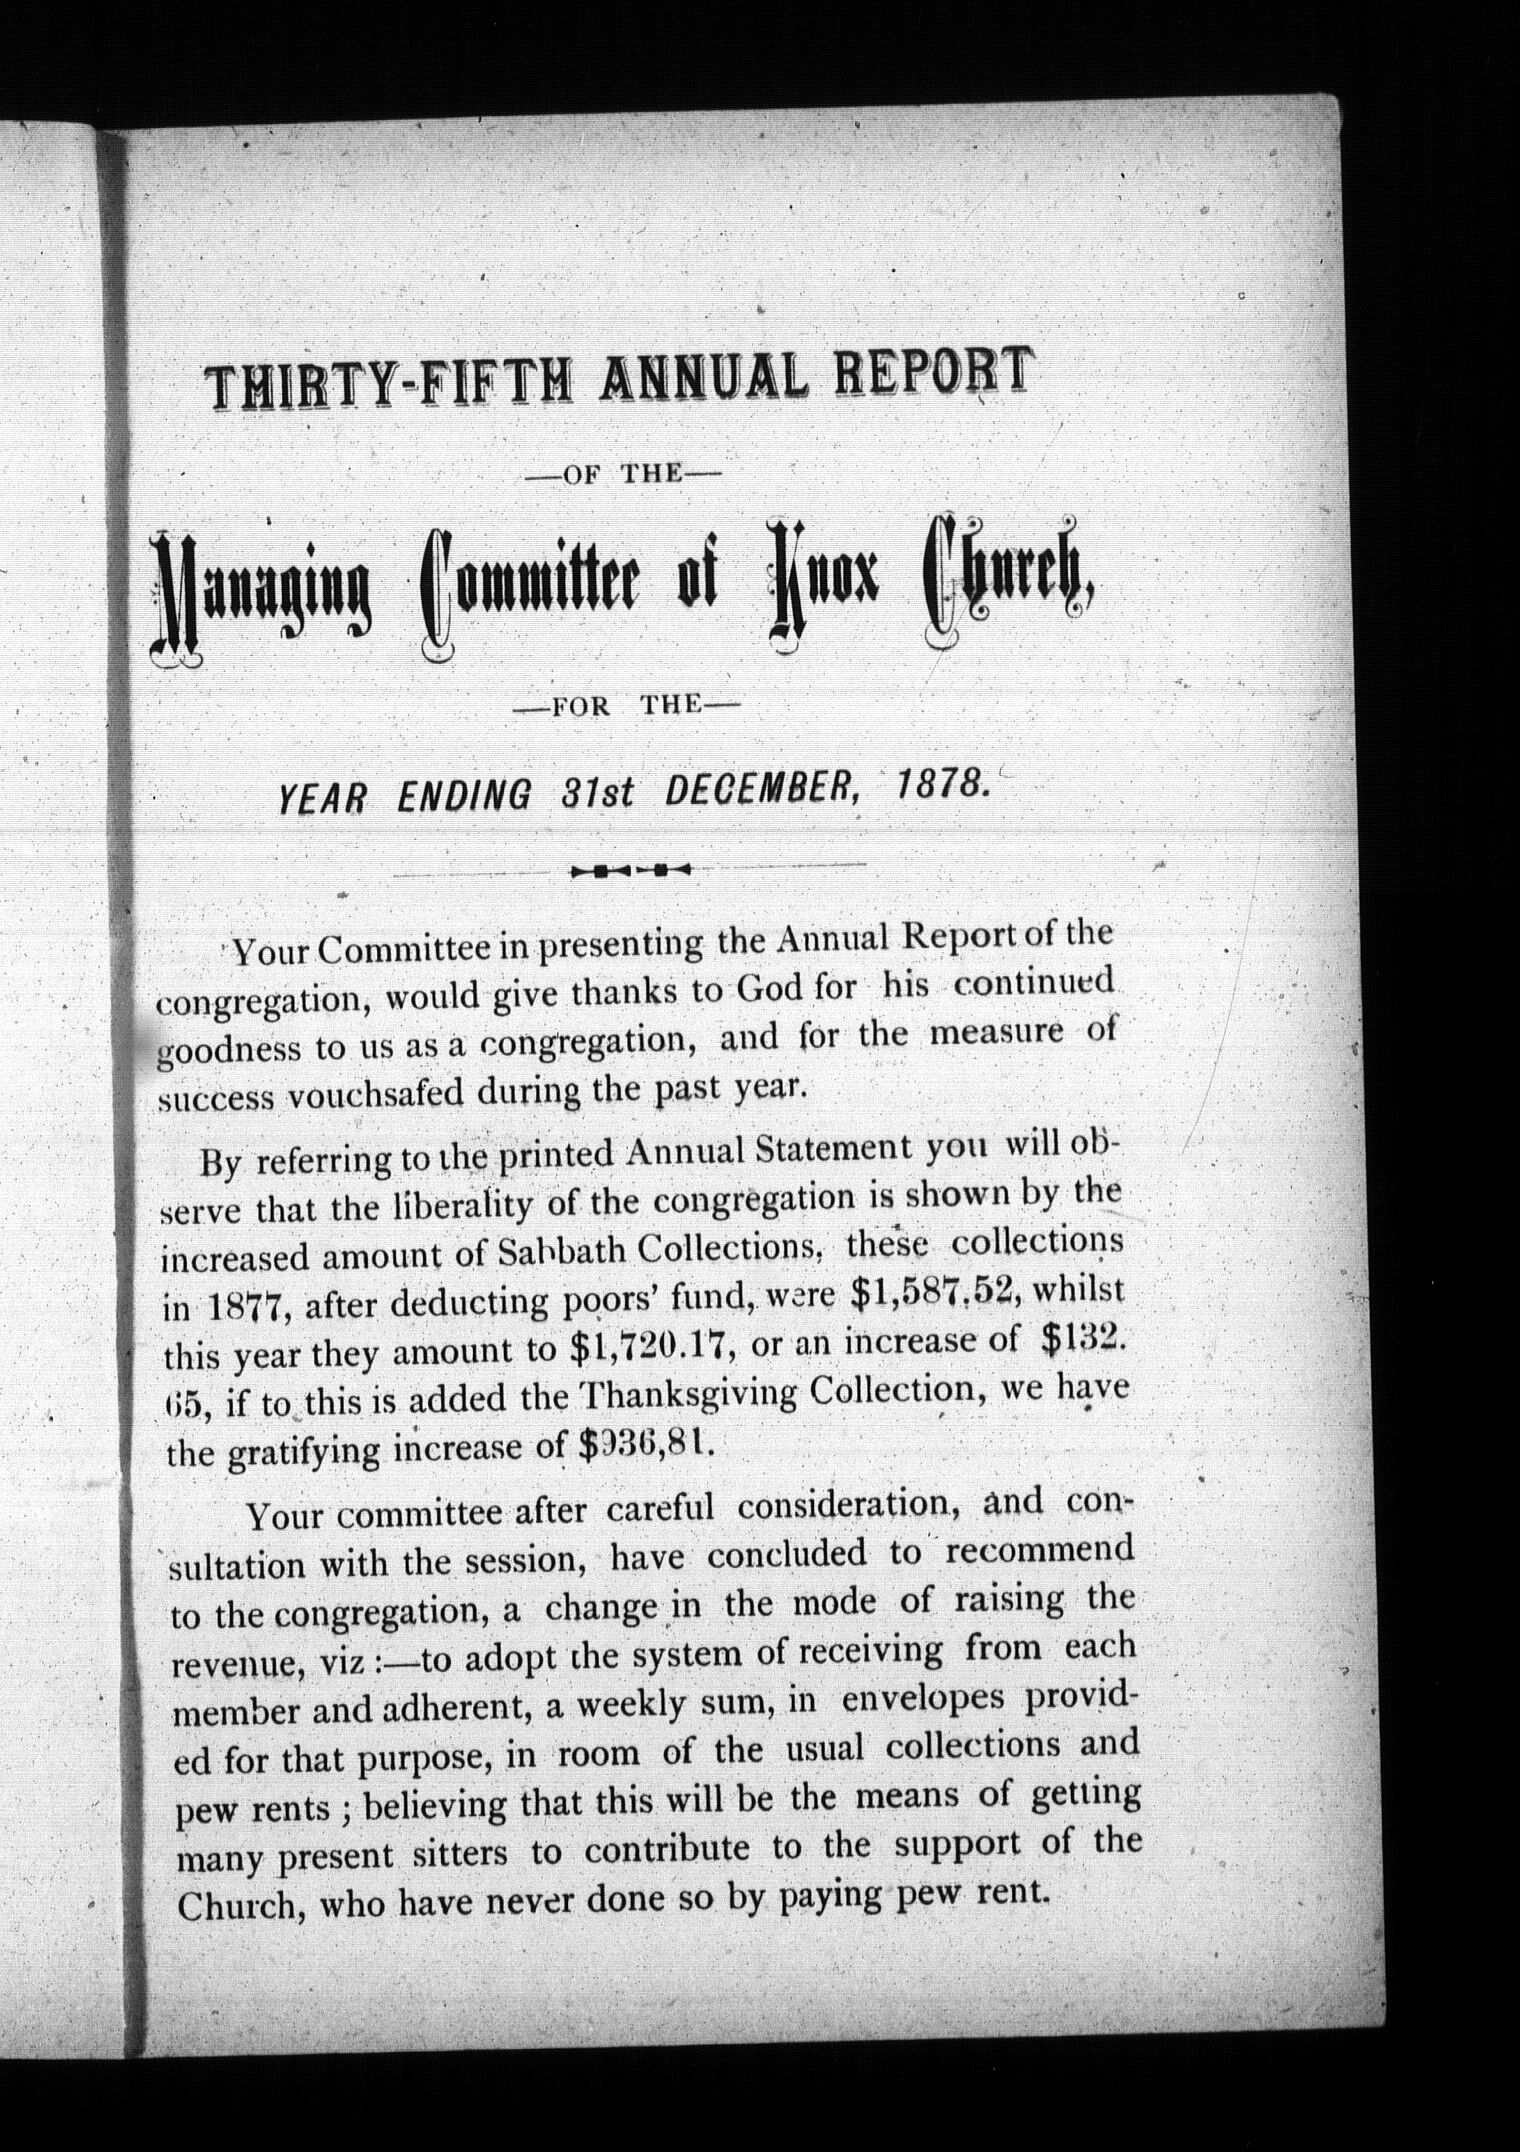 THIRTY-FIFTH ANNUAL REPORT
—OF THE—
Managing Committee of Knox Church,
—FOR THE—
YEAR ENDING 31st DECEMBER, 1878.
Your Committee in presenting the Annual Report of the
congregation, would give thanks to God for his continued
goodness to us as a congregation, and for the measure of
success vouchsafed during the past year.
By referring to the printed Annual Statement you will ob-
serve that the liberality of the congregation is shown by the
increased amount of Sabbath Collections, these collections
in 1877, after deducting poors' fund, were $1,587.52, whilst
this year they amount to $1,720.17, or an increase of $132.
65, if to this is added the Thanksgiving Collection, we have
the gratifying increase of $936,81.
Your committee after careful consideration, and con-
sultation with the session, have concluded to recommend
to the congregation, a change in the mode of raising the
revenue, viz :—to adopt the system of receiving from each
member and adherent, a weekly sum, in envelopes provid-
ed for that purpose, in room of the usual collections and
pew rents ; believing that this will be the means of getting
many present sitters to contribute to the support of the
Church, who have never done so by paying pew rent.